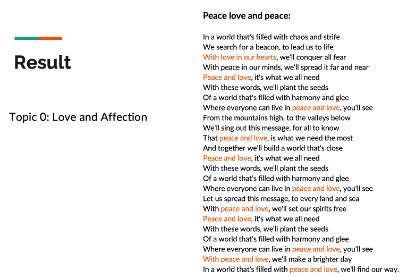 Result
Topic 0: Love and Affection
Peace love and peace:
In a world that's filled with chaos and strife
We search for a beacon, to lead us to life
With love in our hearts, we'll conquer all fear
With peace in our minds, we'll spread it far and near
Peace and love, it's what we all need
With these words, we'll plant the seeds
Of a world that's filled with harmony and glee
Where everyone can live in peace and love, you'll see
From the mountains high, to the valleys below
We'll sing out this message, for all to know
That peace and love, is what we need the most
And together we'll build a world that's close
Peace and love, it's what we all need
With these words, we'll plant the seeds
Of a world that's filled with harmony and glee
Where everyone can live in peace and love, you'll see
Let us spread this message, to every land and sea
With peace and love, we'll set our spirits free
Peace and love, it's what we all need
With these words, we'll plant the seeds
Of a world that's filled with harmony and glee
Where everyone can live in peace and love, you'll see
With peace and love, we'll make a brighter day
In a world that's filled with peace and love, we'll find our way.